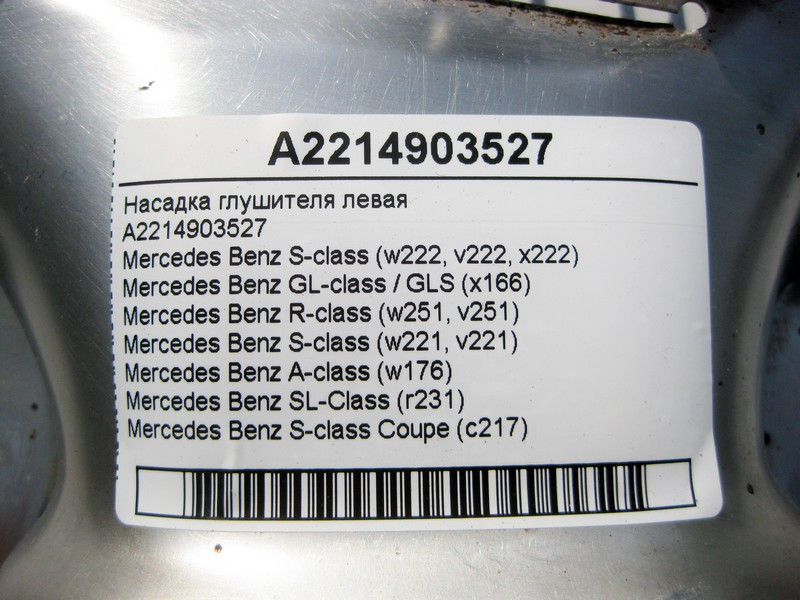 A2214903527
Насадка глушителя левая
A2214903527
Mercedes Benz S-class (w222, v222, x222)
Mercedes Benz GL-class / GLS (x166)
Mercedes Benz R-class (w251, v251)
Mercedes Benz S-class (w221, v221)
Mercedes Benz A-class (w176)
Mercedes Benz SL-Class (r231)
Mercedes Benz S-class Coupe (c217)